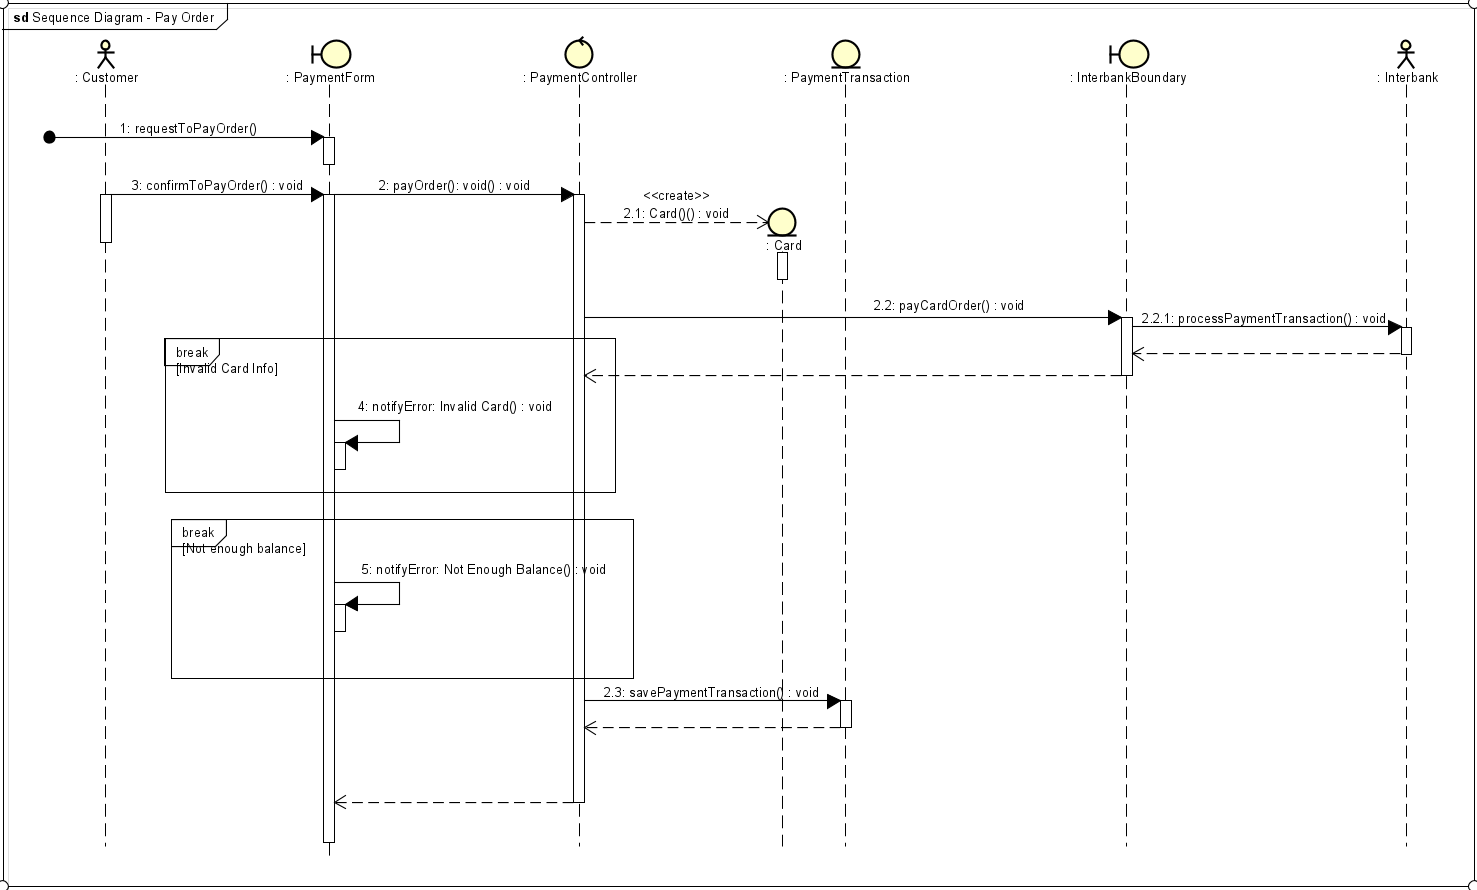 sd Sequence Diagram - Pay Order
: Customer
: PaymentForm
: PaymentController
: PaymentTransaction
: InterbankBoundary
: Interbank
1: requestToPayOrder()
3: confirmToPayOrder() : void
2: payOrder(): void() : void
<<create>>
2.1: Card()() : void
: Card
2.2: payCardOrder() : void
2.2.1: processPaymentTransaction() : void
break
[Invalid Card Info]
4: notifyError: Invalid Card() : void
break
[Not enough balance]
5: notifyError: Not Enough Balance() : void
2.3: savePaymentTransaction() : void